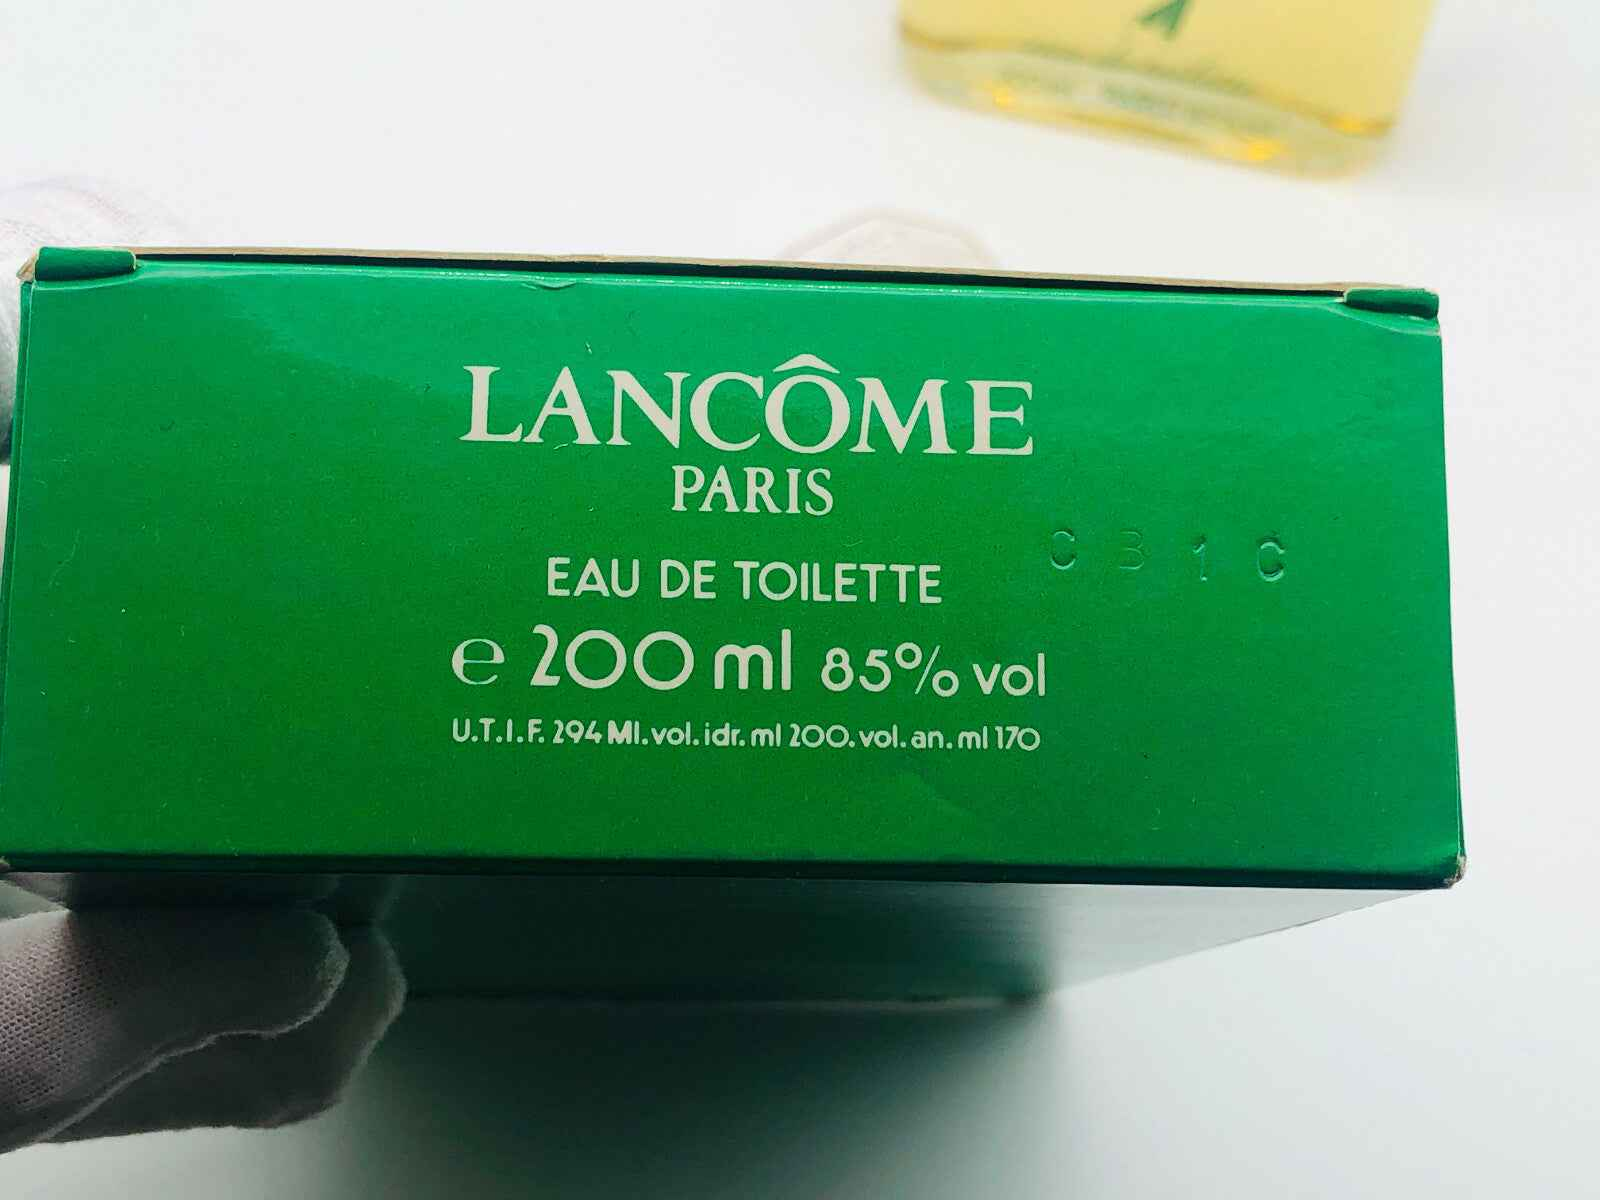 LANCÔME
PARIS
EAU DE TOILETTE
C B 1 C
e 200 ml 85% vol
U.T.I.F. 294 MI. vol. idr. ml 200. vol. an. ml 170